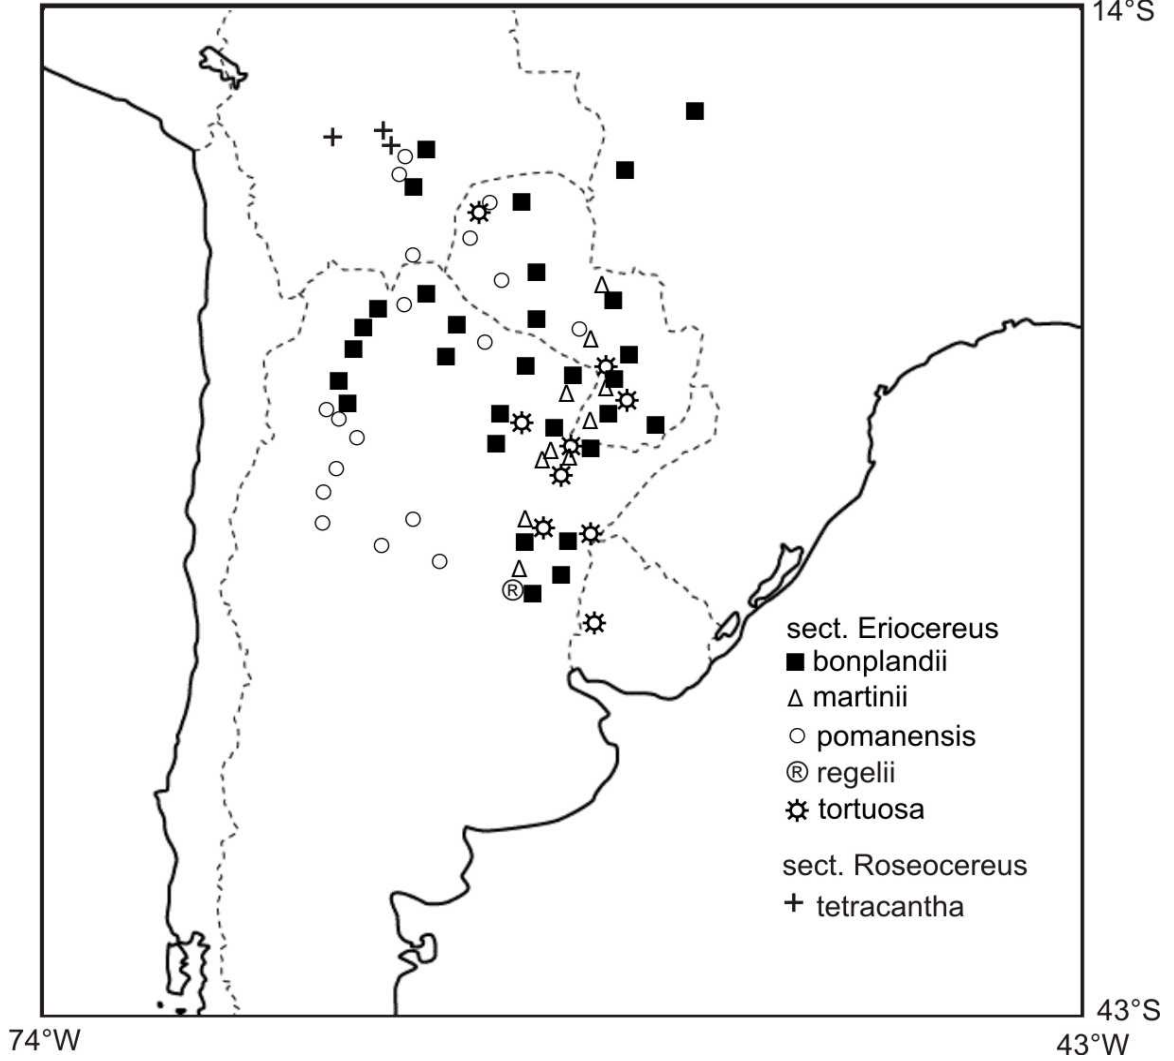 14°S
sect. Eriocereus
bonplandii
martinii
pomanensis
® regelii
tortuosa
sect. Roseocereus
+ tetracantha
43°S
74°W
43°W